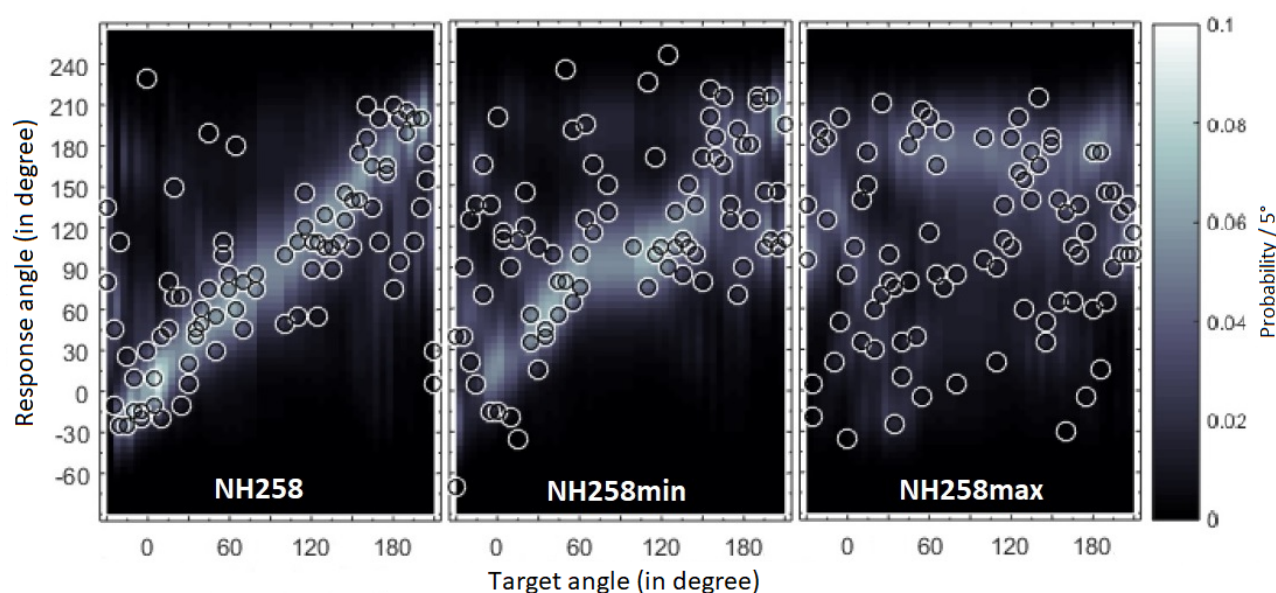 Response angle (in degree)
240
210
180
150
120
90
60
30
0
-30
-60
NH258
NH258min
NH258max
0 60 120 180
0 60 120 180
0 60 120 180
Target angle (in degree)
0.1
0.08
0.06
0.04
0.02
0
Probability / 5°